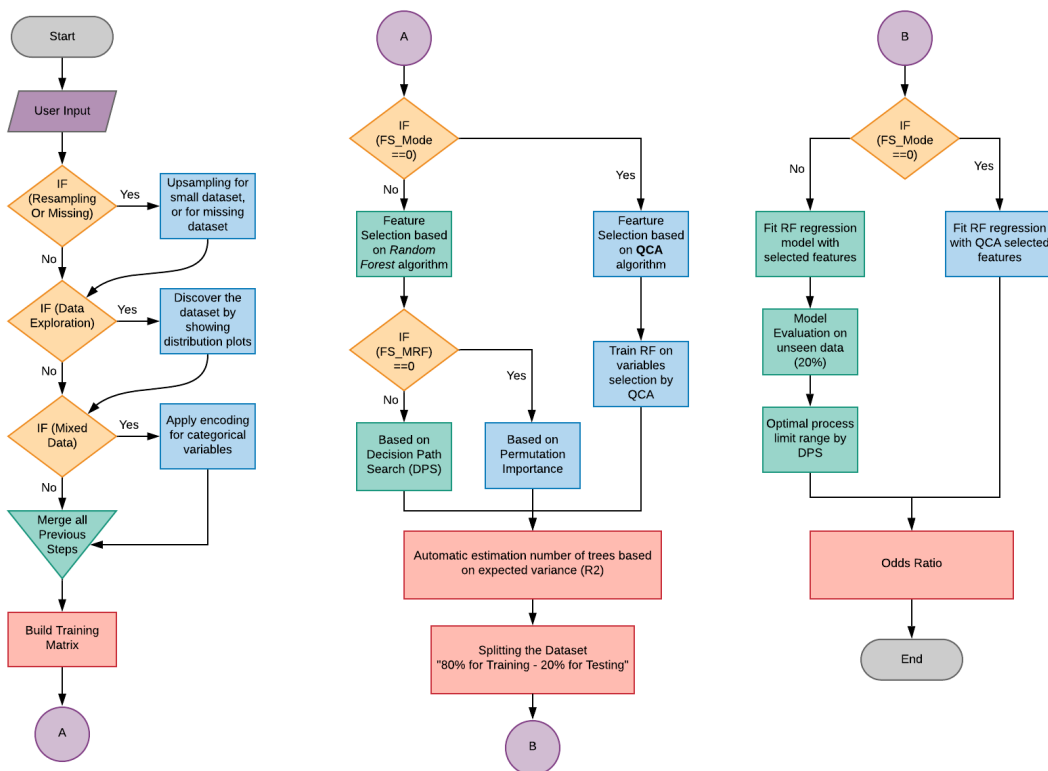 Start
User Input
IF
(Resampling
Or Missing)
Yes
Upsampling for
small dataset,
or for missing
dataset
No
IF (Data
Exploration)
Yes
Discover the
dataset by
showing
distribution plots
No
IF (Mixed
Data)
Yes
Apply encoding
for categorical
variables
No
Merge all
Previous
Steps
Build Training
Matrix
A
A
IF
(FS_Mode
==0)
No
Yes
Feature
Selection based
on Random
Forest algorithm
Fearture
Selection based
on QCA
algorithm
IF
(FS_MRF)
==0
Yes
No
Train RF on
variables
selection by
QCA
Based on
Decision Path
Search (DPS)
Based on
Permutation
Importance
Automatic estimation number of trees based
on expected variance (R2)
Splitting the Dataset
"80% for Training - 20% for Testing"
B
B
IF
(FS_Mode
==0)
No
Yes
Fit RF regression
model with
selected features
Fit RF regression
with QCA selected
features
Model
Evaluation on
unseen data
(20%)
Optimal process
limit range by
DPS
Odds Ratio
End